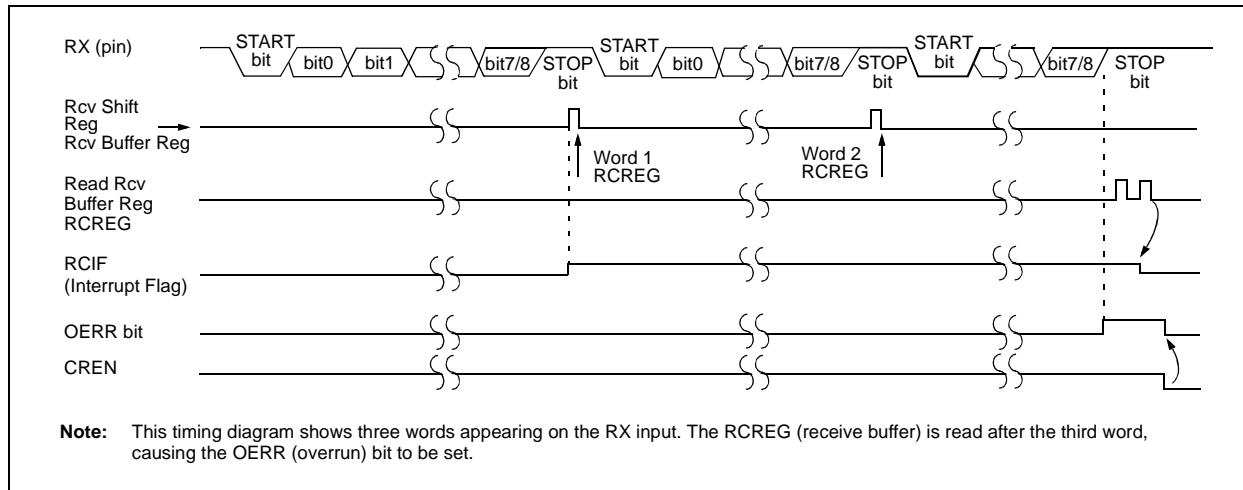 RX (pin)
START
bit
bit0
bit1
bit7/8
STOP
bit
START
bit
bit0
bit7/8
STOP
bit
START
bit
bit7/8
STOP
bit
Rcv Shift
Reg
Rcv Buffer Reg
Word 1
RCREG
Word 2
RCREG
Read Rcv
Buffer Reg
RCREG
RCIF
(Interrupt Flag)
OERR bit
CREN
Note: This timing diagram shows three words appearing on the RX input. The RCREG (receive buffer) is read after the third word,
causing the OERR (overrun) bit to be set.